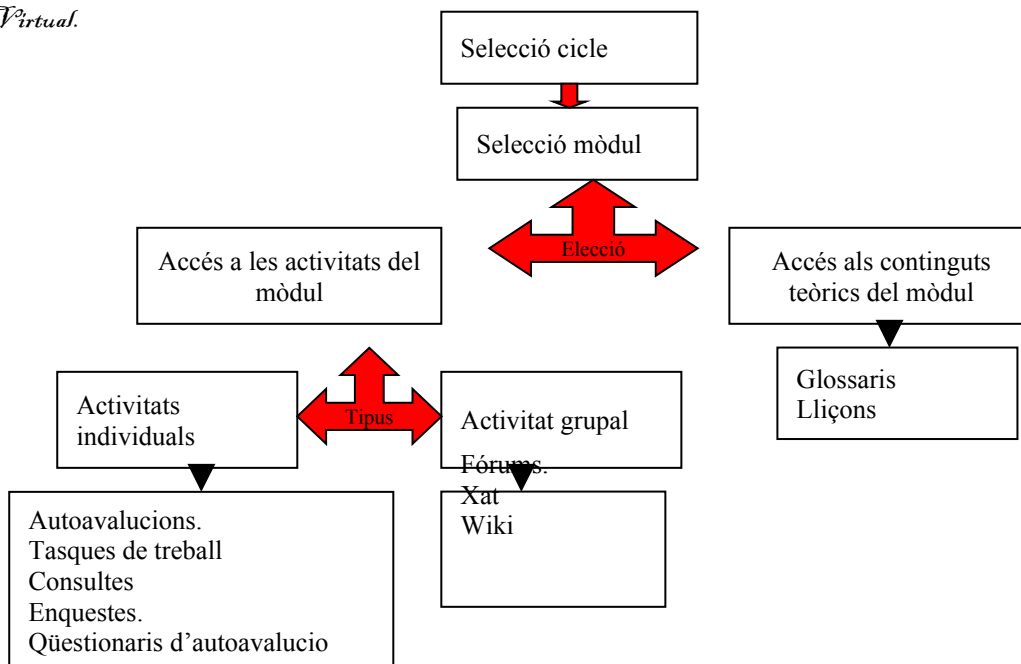 Virtual.
Selecció cicle
Selecció mòdul
Elecció
Accés a les activitats del
mòdul
Accés als continguts
teòrics del mòdul
Glossaris
Lliçons
Tipus
Activitats
individuals
Activitat grupal
Fórums.
Xat
Wiki
Autoavalucions.
Tasques de treball
Consultes
Enquestes.
Qüestionaris d’autoavalucio